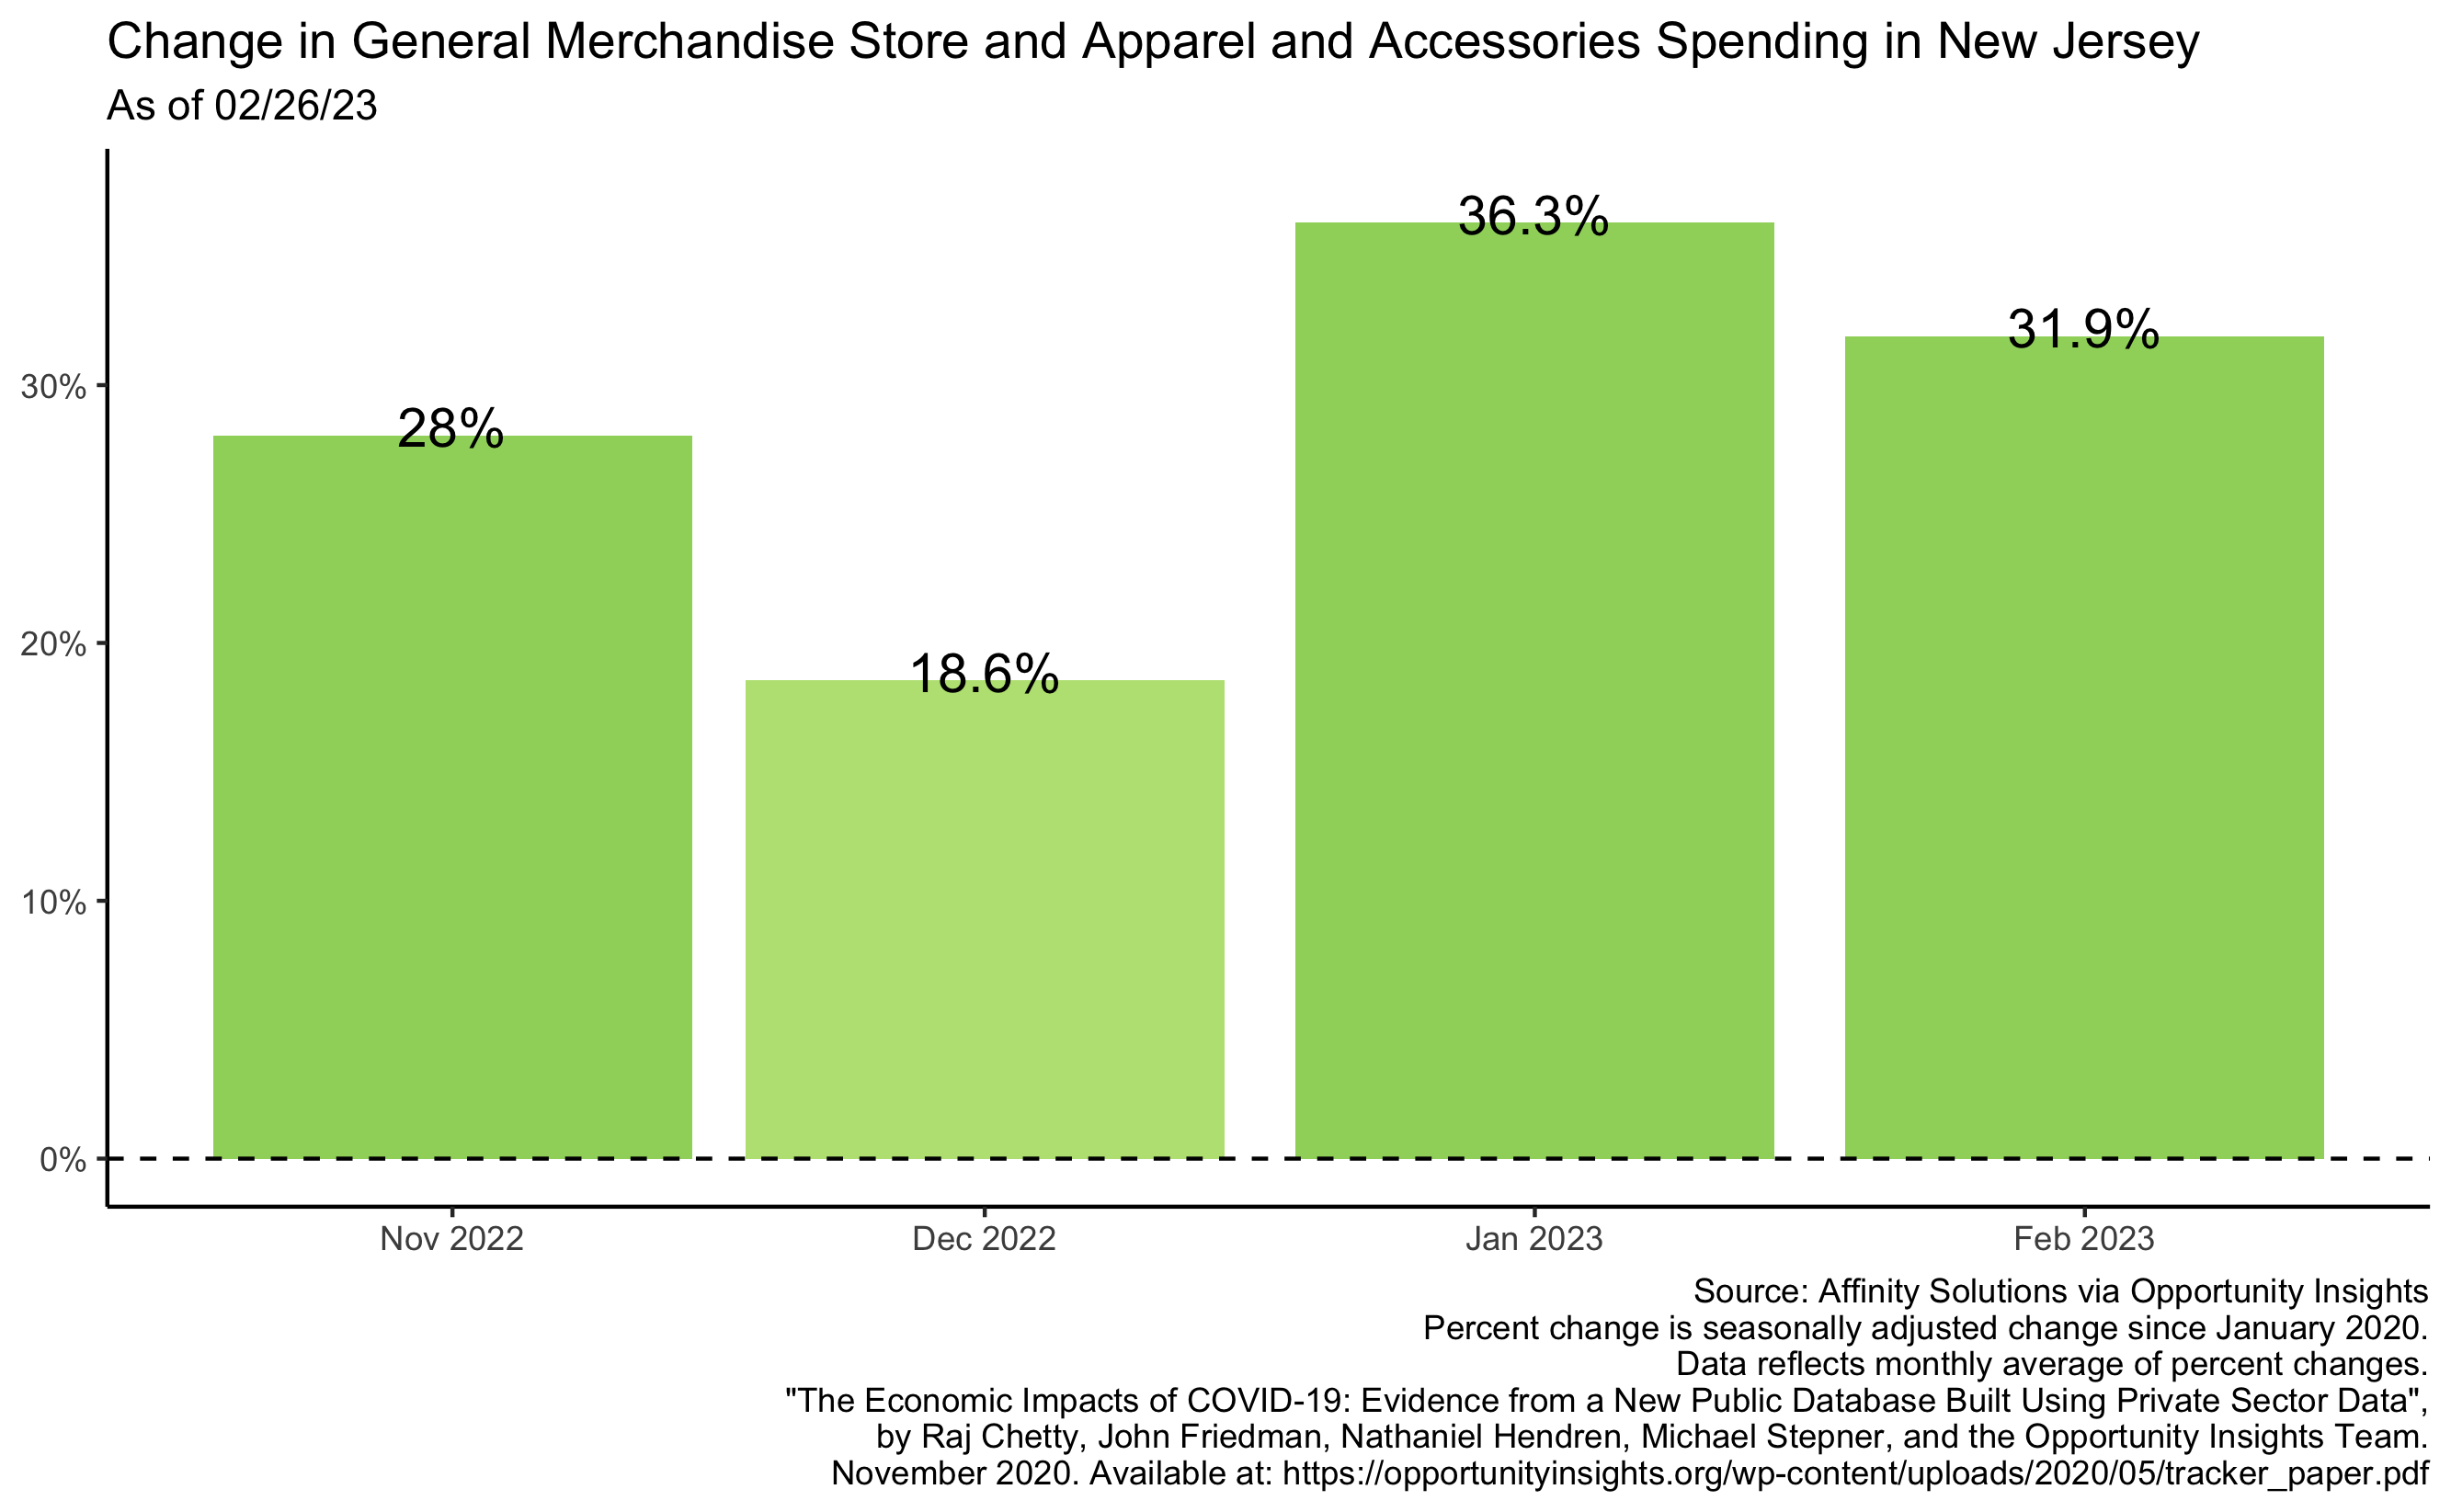 Change in General Merchandise Store and Apparel and Accessories Spending in New Jersey
As of 02/26/23
36.3%
31.9%
30%
28%
20%
18.6%
10%
0%
Nov 2022
Dec 2022
Jan 2023
Feb 2023
Source: Affinity Solutions via Opportunity Insights
Percent change is seasonally adjusted change since January 2020.
Data reflects monthly average of percent changes.
"The Economic Impacts of COVID-19: Evidence from a New Public Database Built Using Private Sector Data",
by Raj Chetty, John Friedman, Nathaniel Hendren, Michael Stepner, and the Opportunity Insights Team.
November 2020. Available at: https://opportunityinsights.org/wp-content/uploads/2020/05/tracker_paper.pdf